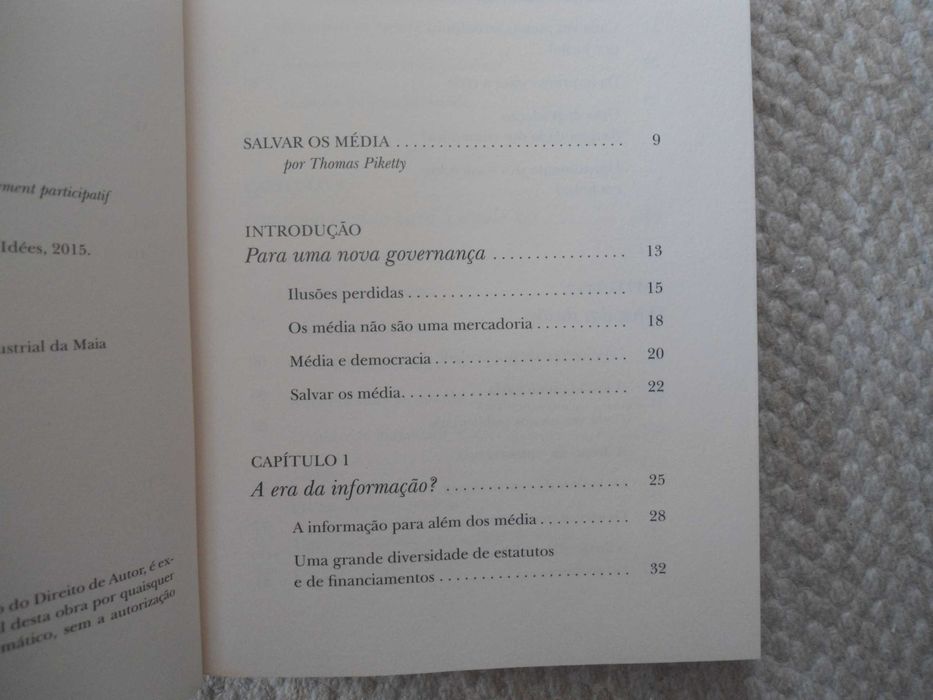 ment participatif
Idées, 2015.
ustrial da Maia
o do Direito de Autor, é ex-
l desta obra por quaisquer
mático, sem a autorização
SALVAR OS MÉDIA .......................... 9
por Thomas Piketty
INTRODUÇÃO
Para uma nova governança ................ 13
Ilusões perdidas .......................... 15
Os média não são uma mercadoria ........... 18
Média e democracia ....................... 20
Salvar os média. .......................... 22
CAPÍTULO 1
A era da informação? ...................... 25
A informação para além dos média ........... 28
Uma grande diversidade de estatutos
e de financiamentos ....................... 32